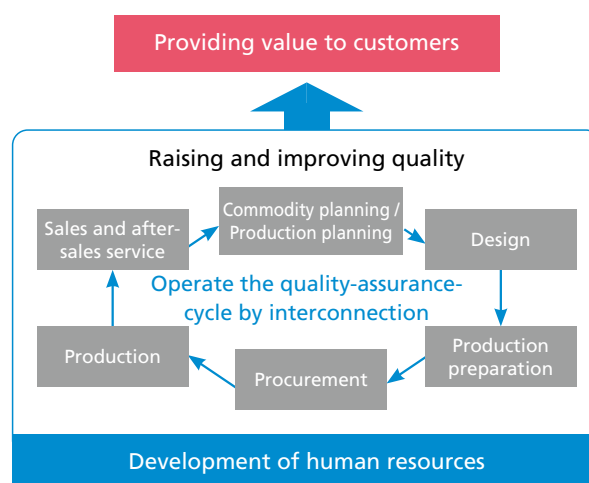 Providing value to customers
Raising and improving quality
Commodity planning /
Production planning
Sales and after-
sales service
Design
Operate the quality-assurance-
cycle by interconnection
Production
Procurement
Production
preparation
Development of human resources